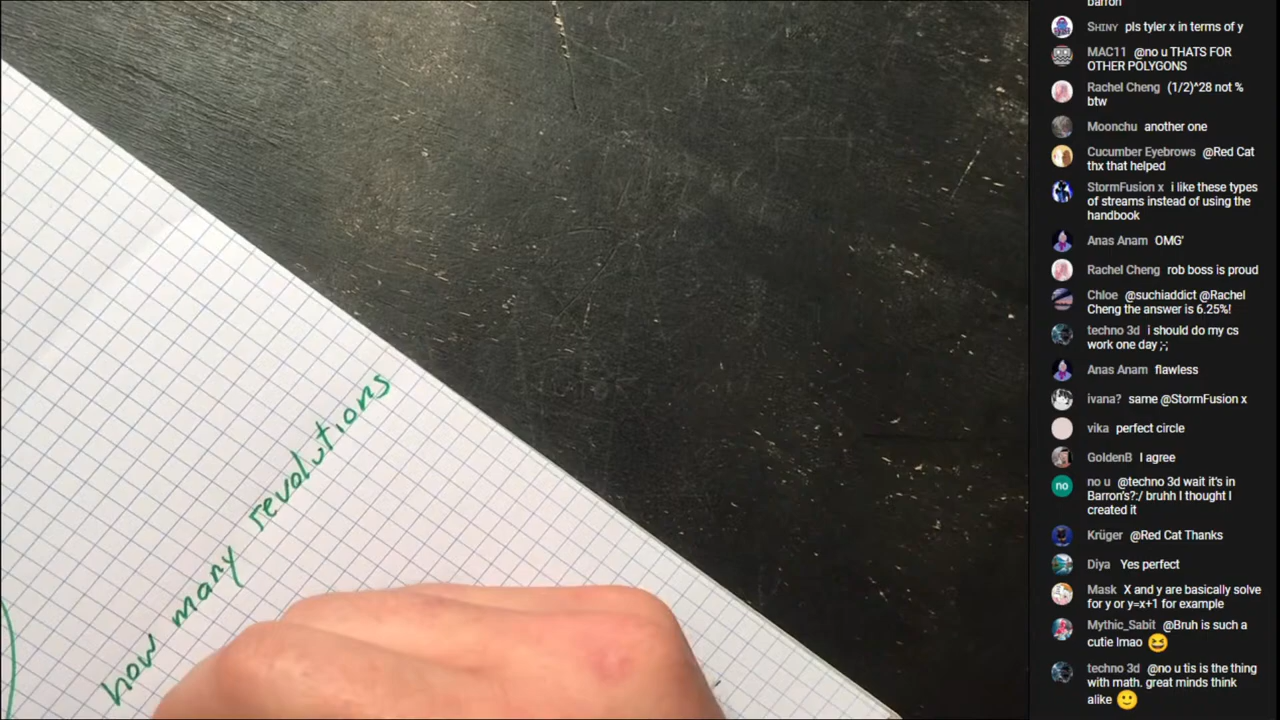 how many revolutions
barron
SHINY pls tyler x in terms of y
MAC11 @no u THATS FOR
OTHER POLYGONS
Rachel Cheng (1/2)^28 not %
btw
Moonchu another one
Cucumber Eyebrows @Red Cat
thx that helped
StormFusion x i like these types
of streams instead of using the
handbook
Anas Anam OMG'
Rachel Cheng rob boss is proud
Chloe @suchiaddict @Rachel
Cheng the answer is 6.25%!
techno 3d i should do my cs
work one day ;-;
Anas Anam flawless
ivana? same @StormFusion x
vika perfect circle
GoldenB I agree
no no u @techno 3d wait it's in
Barron's?:/ bruhh I thought I
created it
Krüger @Red Cat Thanks
Diya Yes perfect
Mask X and y are basically solve
for y or y=x+1 for example
Mythic_Sabit @Bruh is such a
cutie lmao 😆
techno 3d @no u tis is the thing
with math. great minds think
alike 🙂